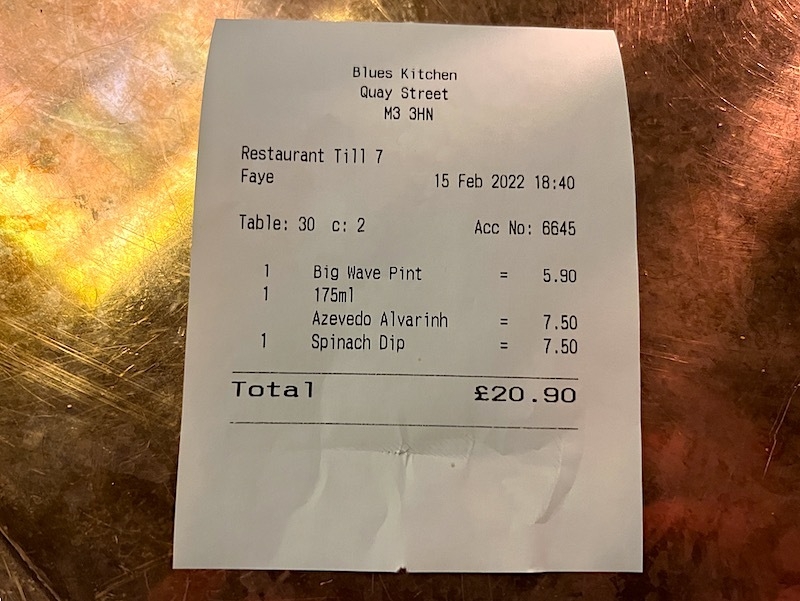 Blues Kitchen
Quay Street
M3 3HN
Restaurant Till 7
Faye 15 Feb 2022 18:40
Table: 30 c: 2 Acc No: 6645
1 Big Wave Pint = 5.90
1 175ml
Azevedo Alvarinh = 7.50
1 Spinach Dip = 7.50
Total £20.90